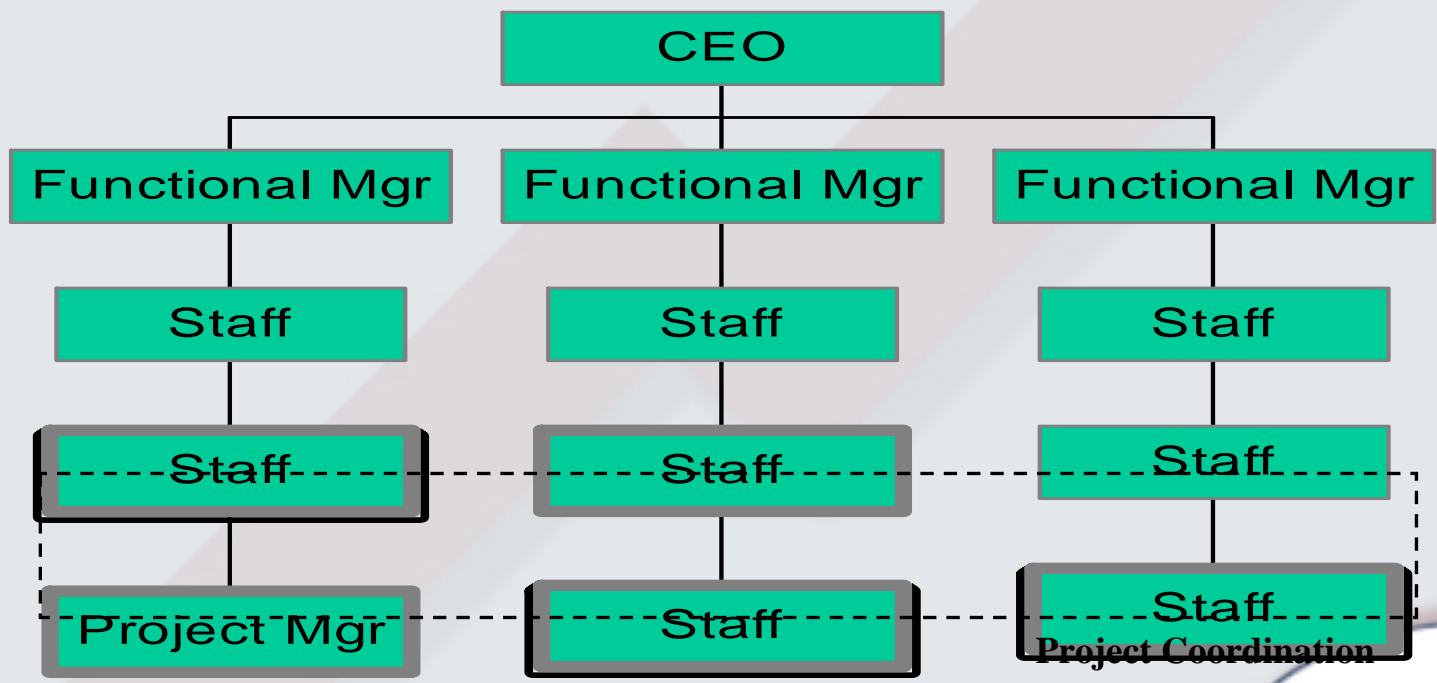 CEO
Functional Mgr
Functional Mgr
Functional Mgr
Staff
Staff
Staff
Staff
Staff
Staff
Project Mgr
Staff
Staff
Project Coordination